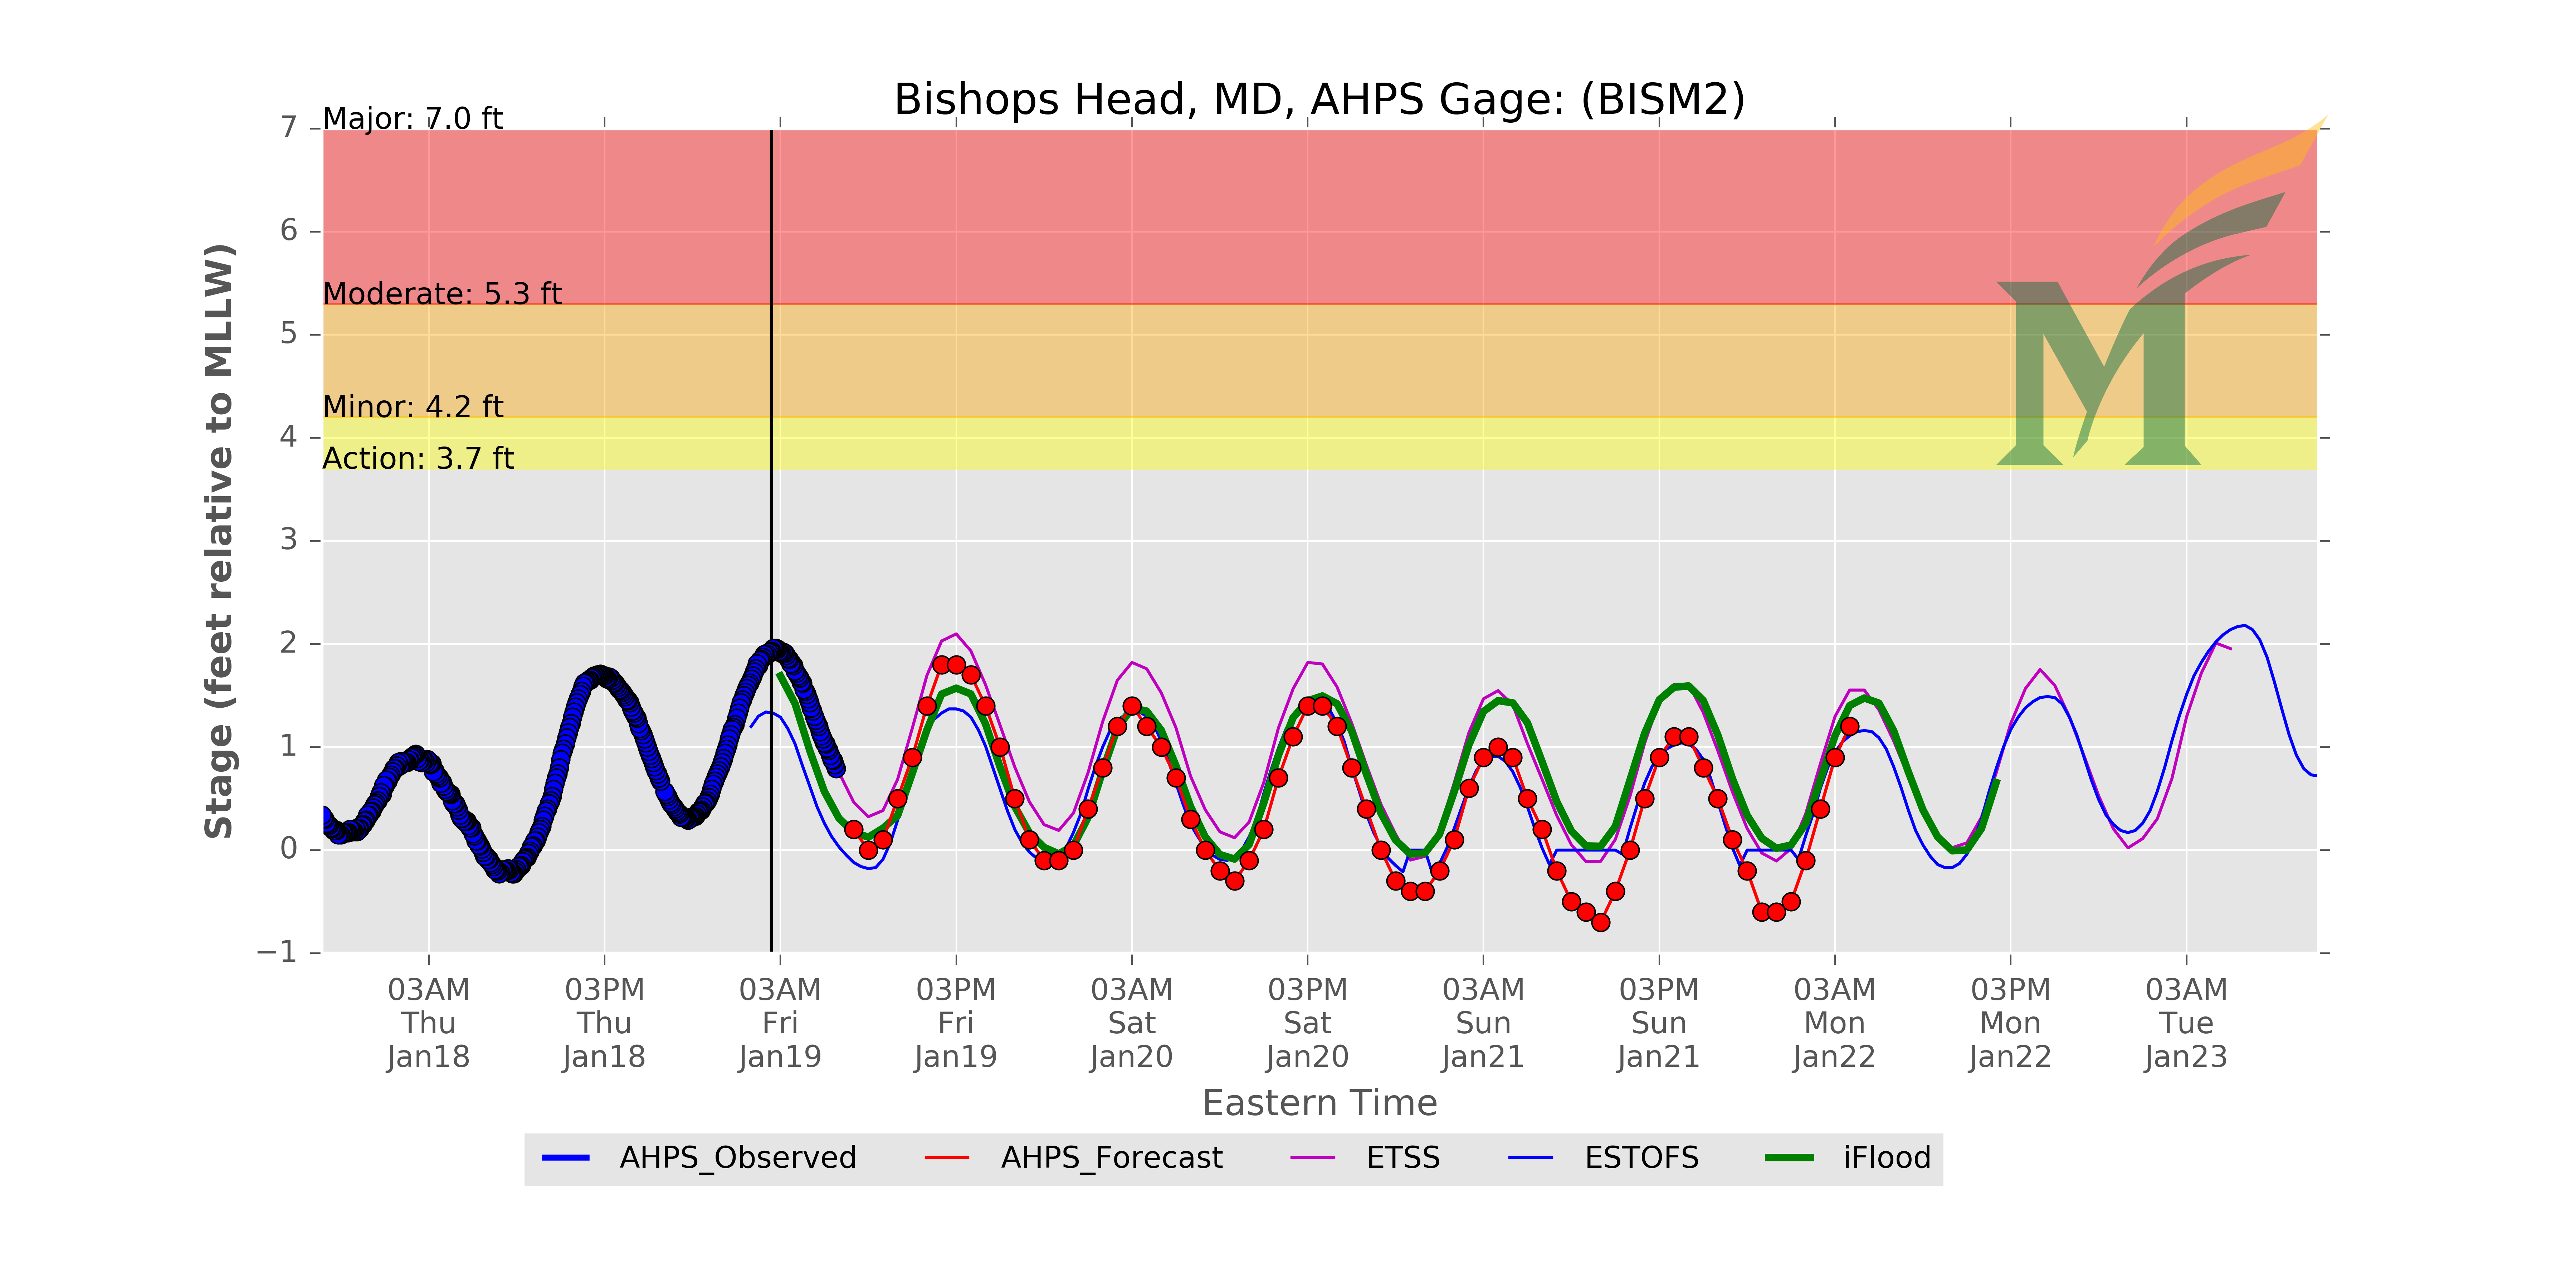 Bishops Head, MD, AHPS Gage: (BISM2)
Major: 7.0 ft
Moderate: 5.3 ft
Minor: 4.2 ft
Action: 3.7 ft
Stage (feet relative to MLLW)
7
6
5
4
3
2
1
0
−1
03AM 03PM 03AM 03PM 03AM 03PM 03AM 03PM 03AM 03PM 03AM
Thu Thu Fri Fri Sat Sat Sun Sun Mon Mon Tue
Jan18 Jan18 Jan19 Jan19 Jan20 Jan20 Jan21 Jan21 Jan22 Jan22 Jan23
Eastern Time
AHPS_Observed AHPS_Forecast ETSS ESTOFS iFlood
M